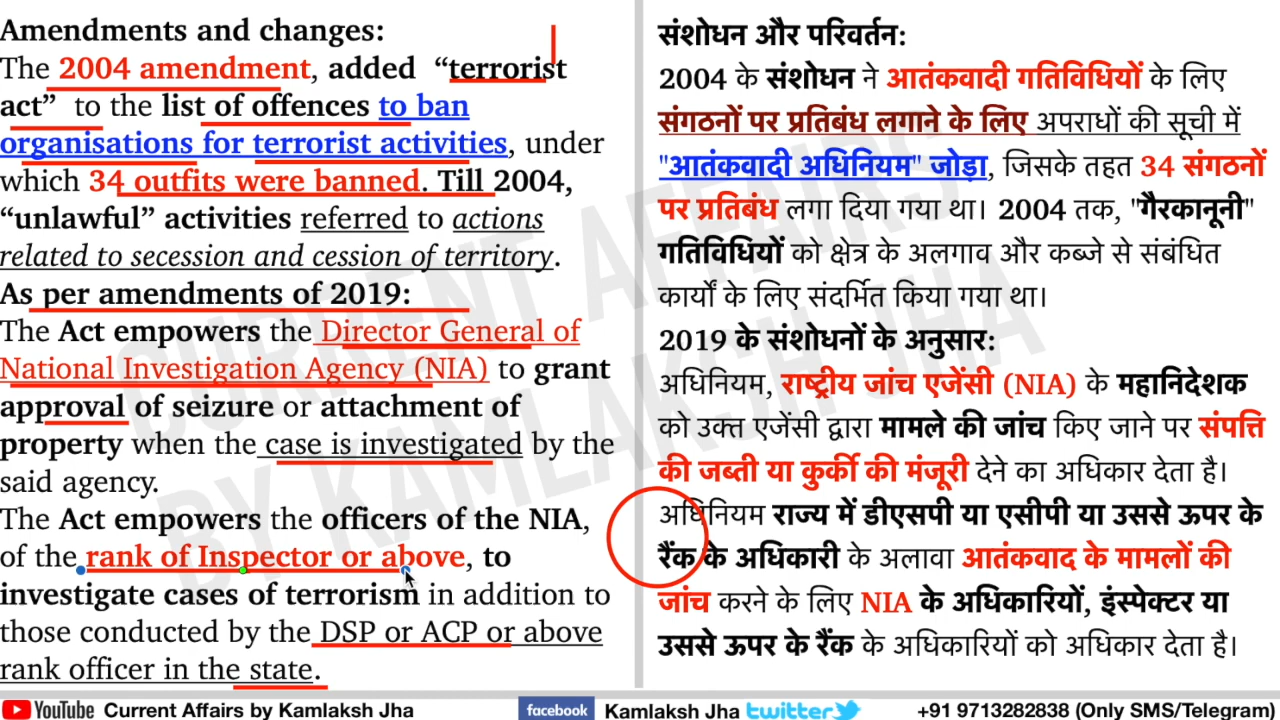 Amendments and changes:
The 2004 amendment, added “terrorist
act” to the list of offences to ban
organisations for terrorist activities, under
which 34 outfits were banned. Till 2004,
“unlawful” activities referred to actions
related to secession and cession of territory.
As per amendments of 2019:
The Act empowers the Director General of
National Investigation Agency (NIA) to grant
approval of seizure or attachment of
property when the case is investigated by the
said agency.
The Act empowers the officers of the NIA,
of the rank of Inspector or above, to
investigate cases of terrorism in addition to
those conducted by the DSP or ACP or above
rank officer in the state.
संशोधन और परिवर्तन:
2004 के संशोधन ने आतंकवादी गतिविधियों के लिए
संगठनों पर प्रतिबंध लगाने के लिए अपराधों की सूची में
"आतंकवादी अधिनियम" जोड़ा, जिसके तहत 34 संगठनों
पर प्रतिबंध लगा दिया गया था। 2004 तक, "गैरकानूनी"
गतिविधियों को क्षेत्र के अलगाव और कब्जे से संबंधित
कार्यों के लिए संदर्भित किया गया था।
2019 के संशोधनों के अनुसार:
अधिनियम, राष्ट्रीय जांच एजेंसी (NIA) के महानिदेशक
को उक्त एजेंसी द्वारा मामले की जांच किए जाने पर संपत्ति
की जब्ती या कुर्की की मंजूरी देने का अधिकार देता है।
अधिनियम राज्य में डीएसपी या एसीपी या उससे ऊपर के
रैंक के अधिकारी के अलावा आतंकवाद के मामलों की
जांच करने के लिए NIA के अधिकारियों, इंस्पेक्टर या
उससे ऊपर के रैंक के अधिकारियों को अधिकार देता है।
CURRENT AFFAIRS
BY KAMLAKSH JHA
YouTube Current Affairs by Kamlaksh Jha facebook Kamlaksh Jha twitter +91 9713282838 (Only SMS/Telegram)